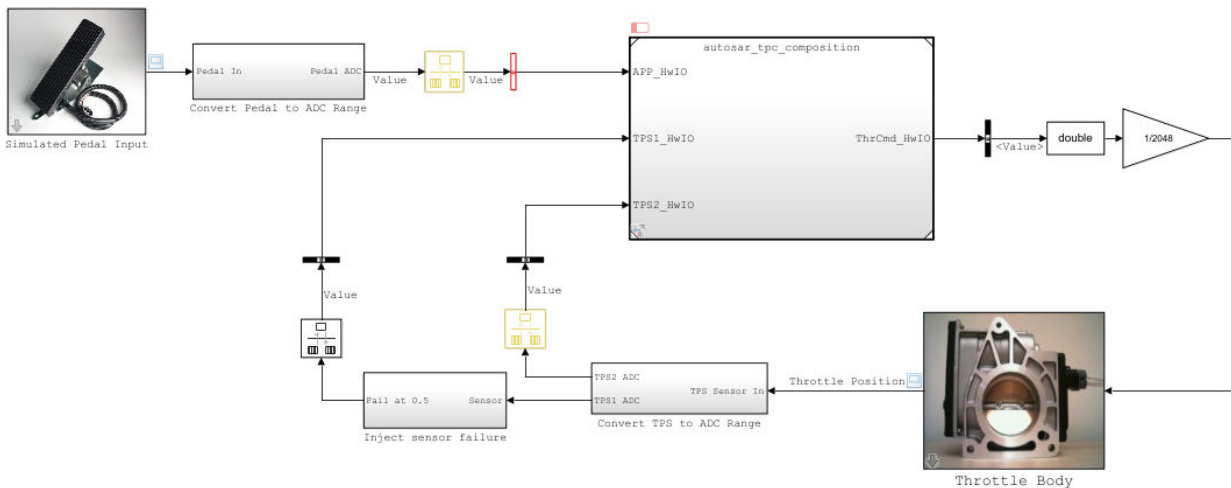 autosar_tpc_composition
Pedal In
Pedal ADC
Value
Value
APP_HwIO
Convert Pedal to ADC Range
Simulated Pedal Input
TPS1_HwIO
ThrCmd_HwIO
<Value>
double
1/2048
TPS2_HwIO
Value
Value
TPS2 ADC
TPS Sensor In
Throttle Position
Fail at 0.5
Sensor
TPS1 ADC
Inject sensor failure
Convert TPS to ADC Range
Throttle Body